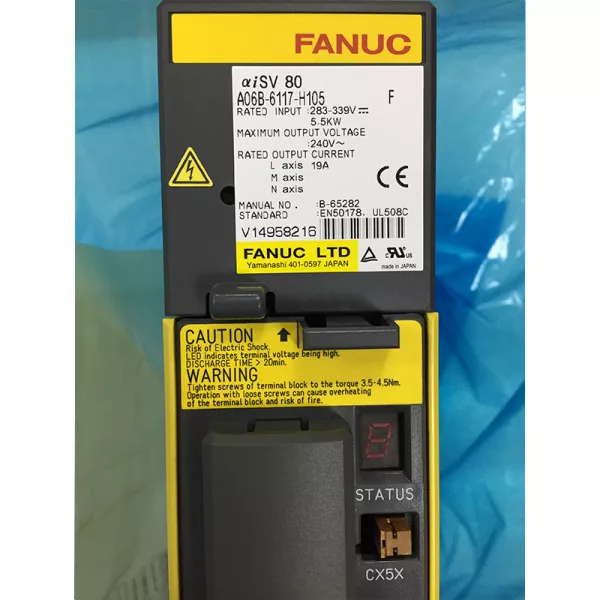 FANUC
αiSV 80
A06B-6117-H105 F
RATED INPUT :283-339V⎓
5.5KW
MAXIMUM OUTPUT VOLTAGE
:240V～
RATED OUTPUT CURRENT
L axis 19A
M axis
N axis
CE
MANUAL NO. :B-65282
STANDARD :EN50178, UL508C
V14958216
FANUC LTD
Yamanashi 401-0597 JAPAN
c UL us
made in JAPAN
CAUTION
Risk of Electric Shock.
LED indicates terminal voltage being high.
DISCHARGE TIME > 20min.
WARNING
Tighten screws of terminal block to the torque 3.5-4.5Nm.
Operation with loose screws can cause overheating
of the terminal block and risk of fire.
8
STATUS
CX5X